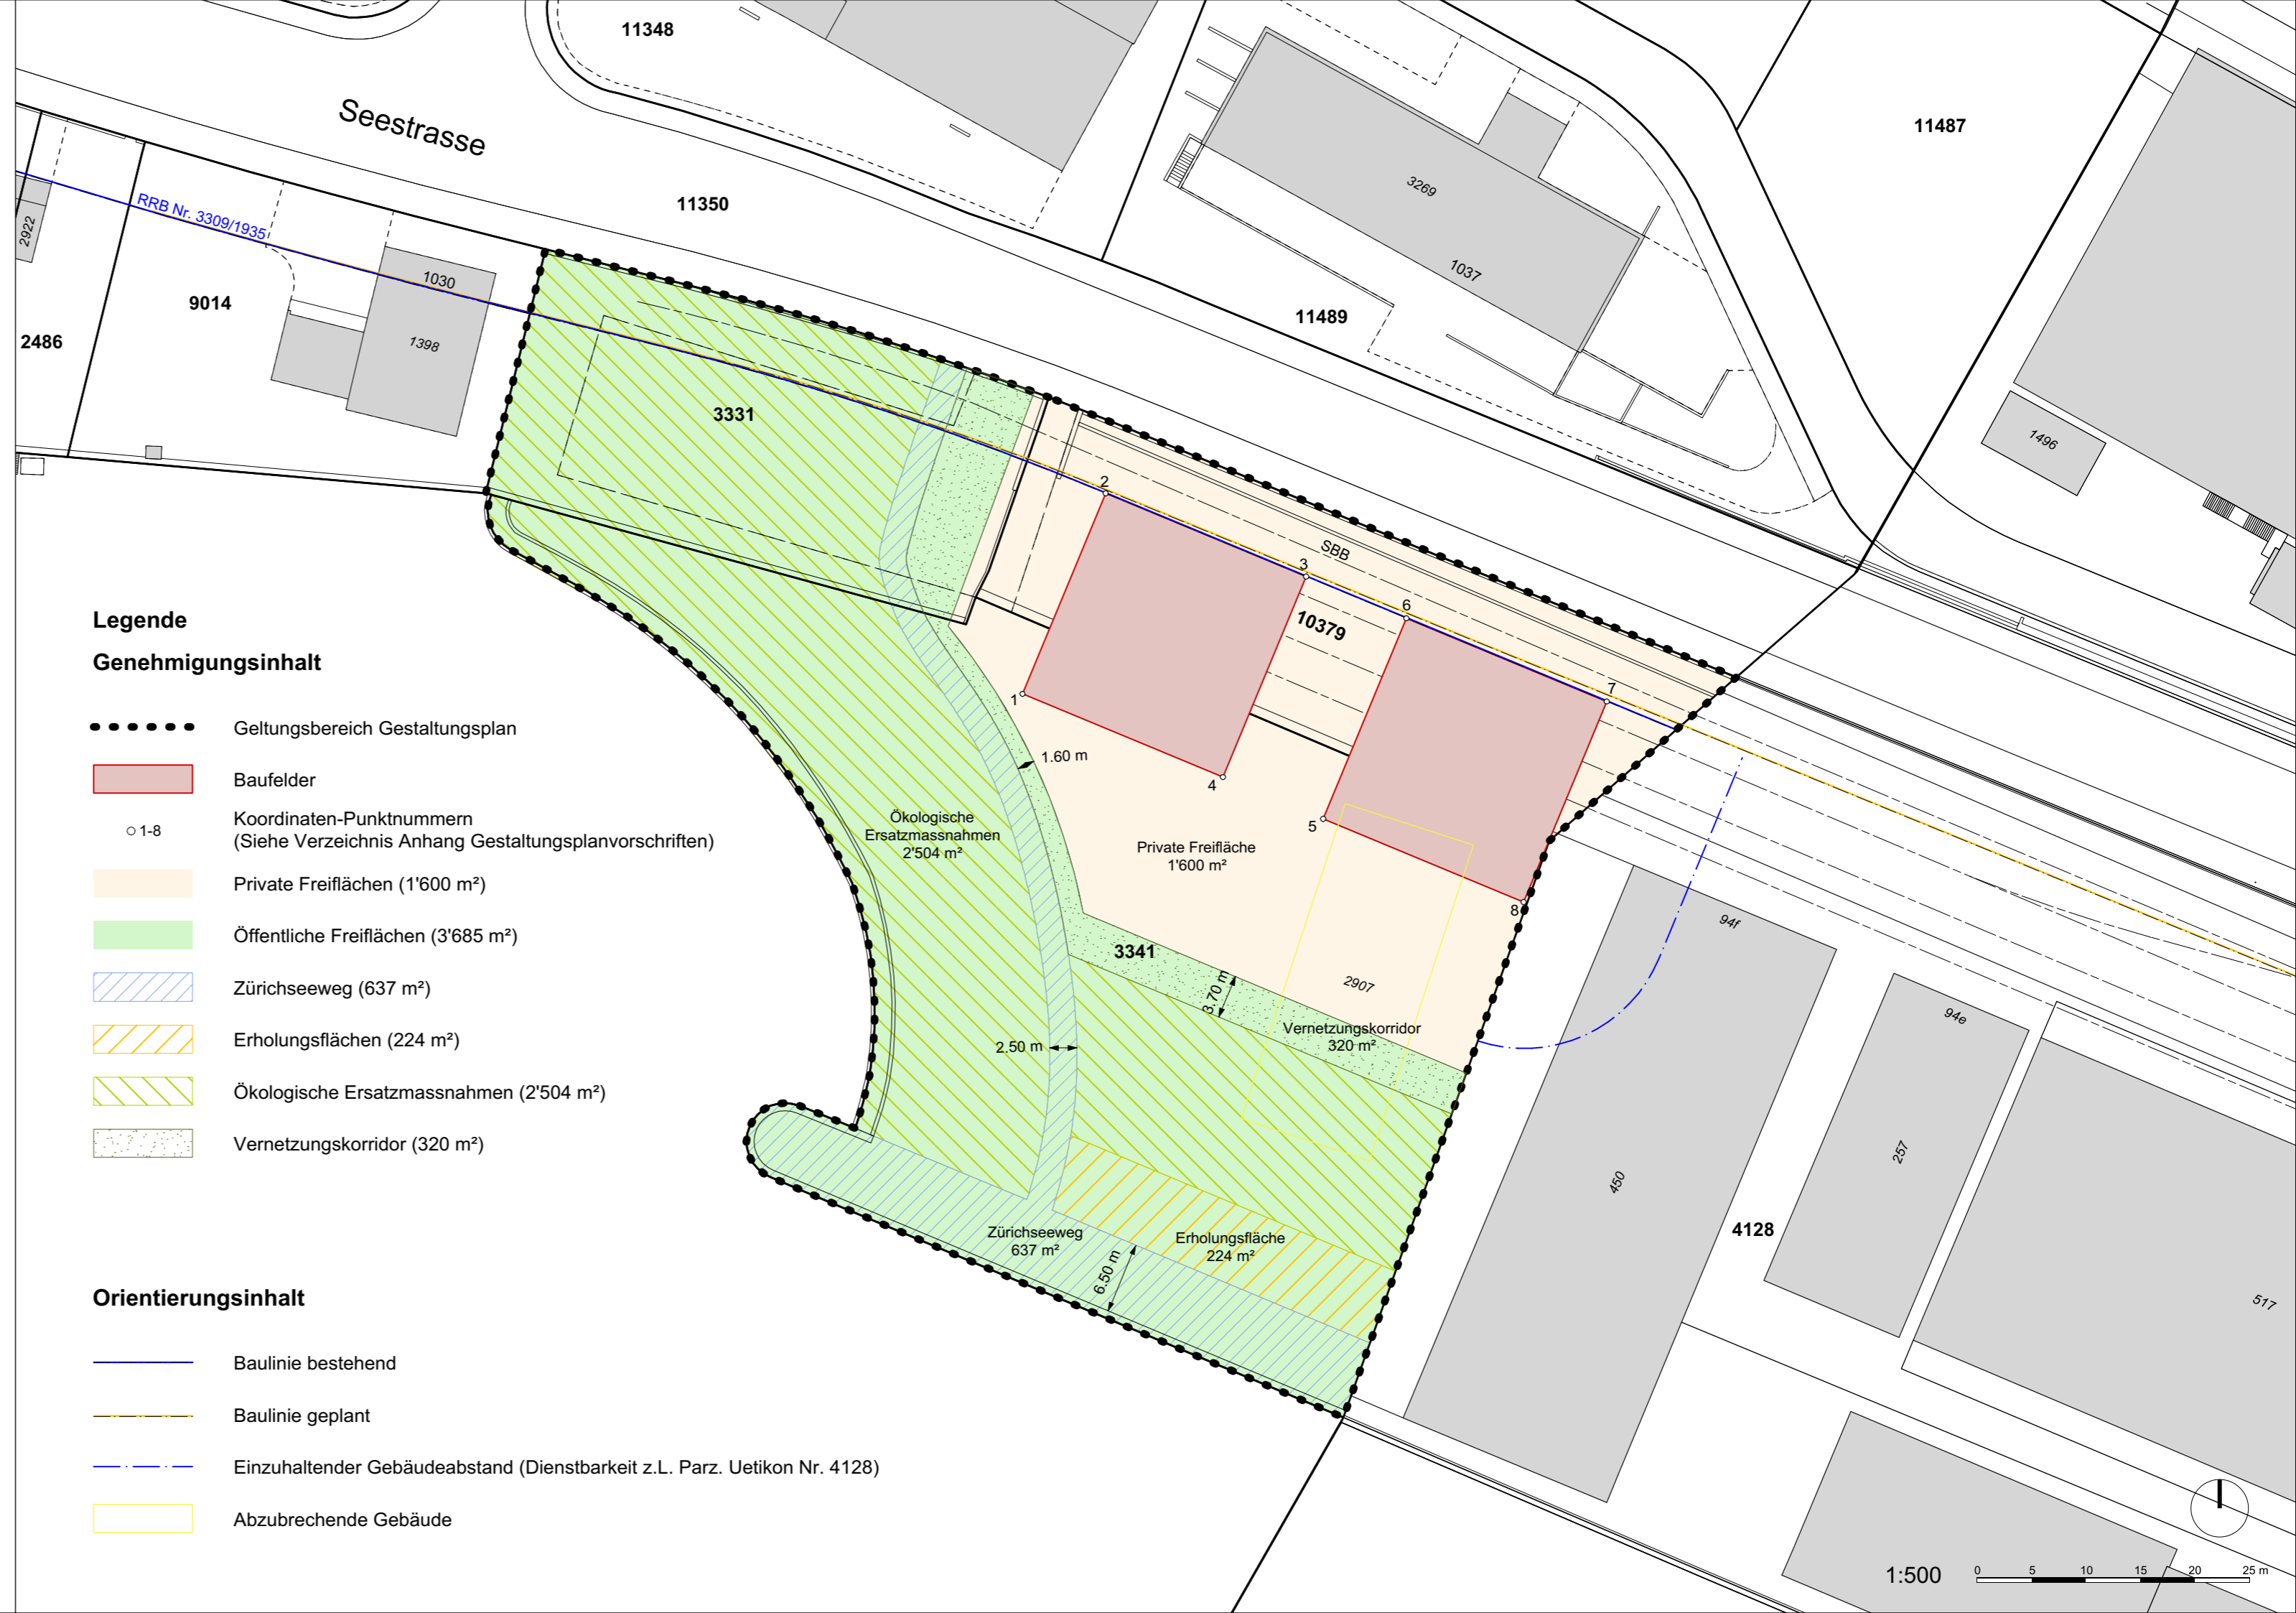 11348
Seestrasse
11487
11350
3269
1037
11489
2922
RRB Nr. 3309/1935
1030
9014
1398
2486
3331
1496
2
SBB
3
6
10379
7
1
4
1.60 m
5
8
Ökologische
Ersatzmassnahmen
2'504 m²
Private Freifläche
1'600 m²
3341
3.70 m
2907
Vernetzungskorridor
320 m²
2.50 m
94f
94e
257
450
4128
517
Zürichseeweg
637 m²
Erholungsfläche
224 m²
6.50 m
Legende
Genehmigungsinhalt
Geltungsbereich Gestaltungsplan
Baufelder
1-8
Koordinaten-Punktnummern
(Siehe Verzeichnis Anhang Gestaltungsplanvorschriften)
Private Freiflächen (1'600 m²)
Öffentliche Freiflächen (3'685 m²)
Zürichseeweg (637 m²)
Erholungsflächen (224 m²)
Ökologische Ersatzmassnahmen (2'504 m²)
Vernetzungskorridor (320 m²)
Orientierungsinhalt
Baulinie bestehend
Baulinie geplant
Einzuhaltender Gebäudeabstand (Dienstbarkeit z.L. Parz. Uetikon Nr. 4128)
Abzubrechende Gebäude
1:500
0 5 10 15 20 25 m